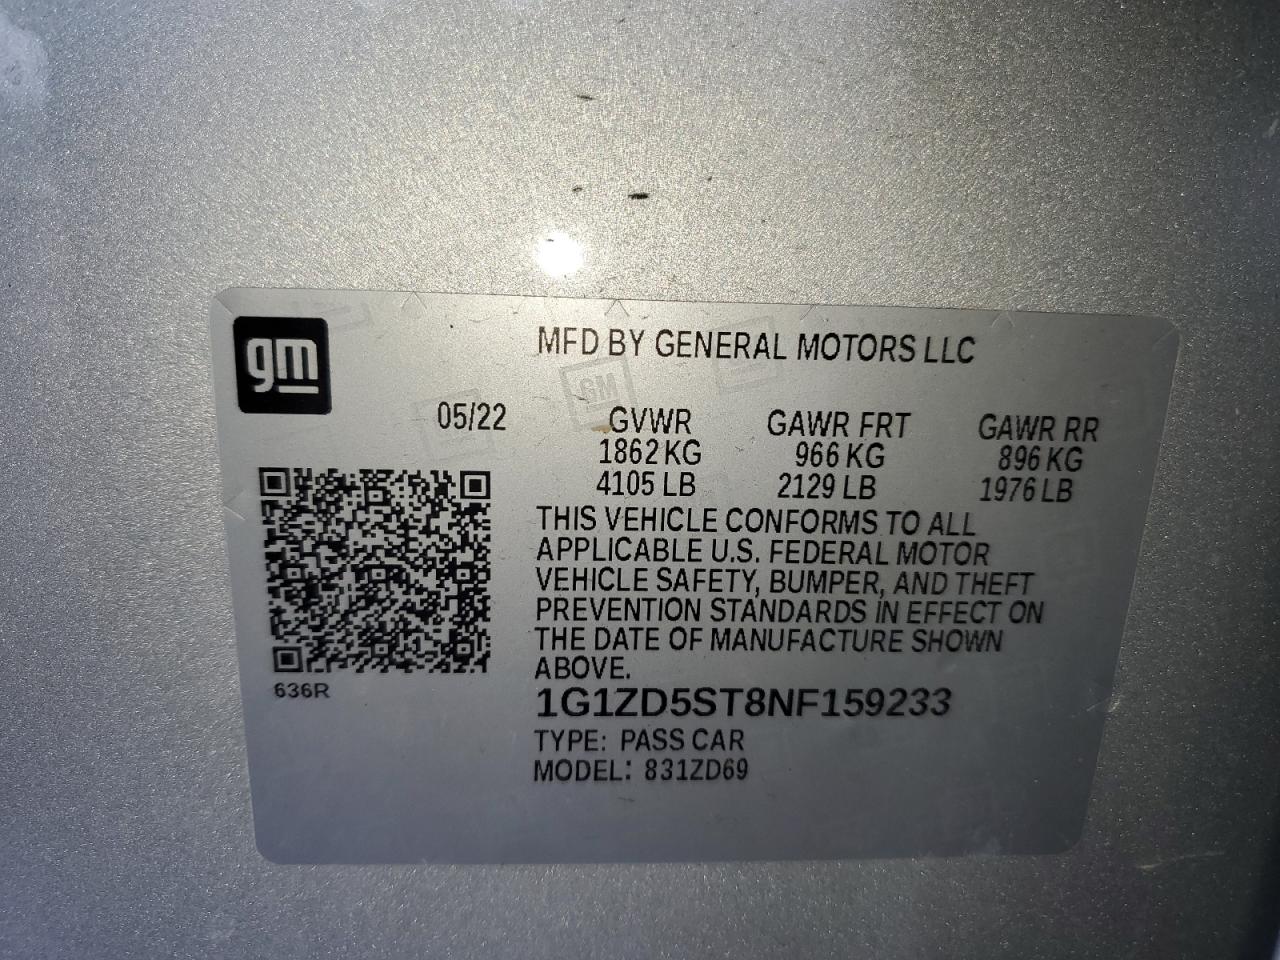 gm
MFD BY GENERAL MOTORS LLC
05/22 GVWR GAWR FRT GAWR RR
1862 KG 966 KG 896 KG
4105 LB 2129 LB 1976 LB
THIS VEHICLE CONFORMS TO ALL
APPLICABLE U.S. FEDERAL MOTOR
VEHICLE SAFETY, BUMPER, AND THEFT
PREVENTION STANDARDS IN EFFECT ON
THE DATE OF MANUFACTURE SHOWN
ABOVE.
636R
1G1ZD5ST8NF159233
TYPE: PASS CAR
MODEL: 831ZD69
GM